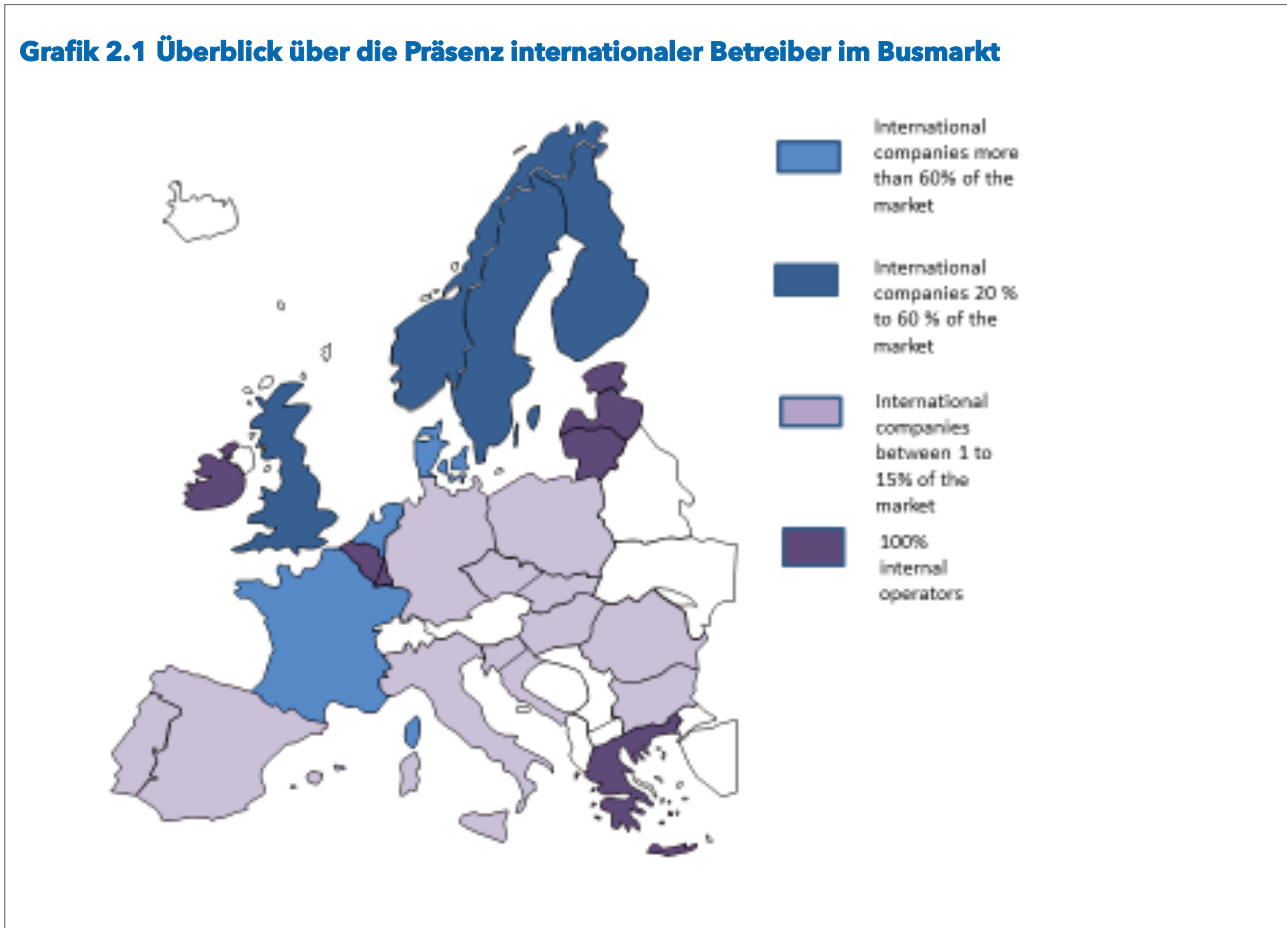 Grafik 2.1 Überblick über die Präsenz internationaler Betreiber im Busmarkt
International
companies more
than 60% of the
market
International
companies 20 %
to 60 % of the
market
International
companies
between 1 to
15% of the
market
100%
internal
operators